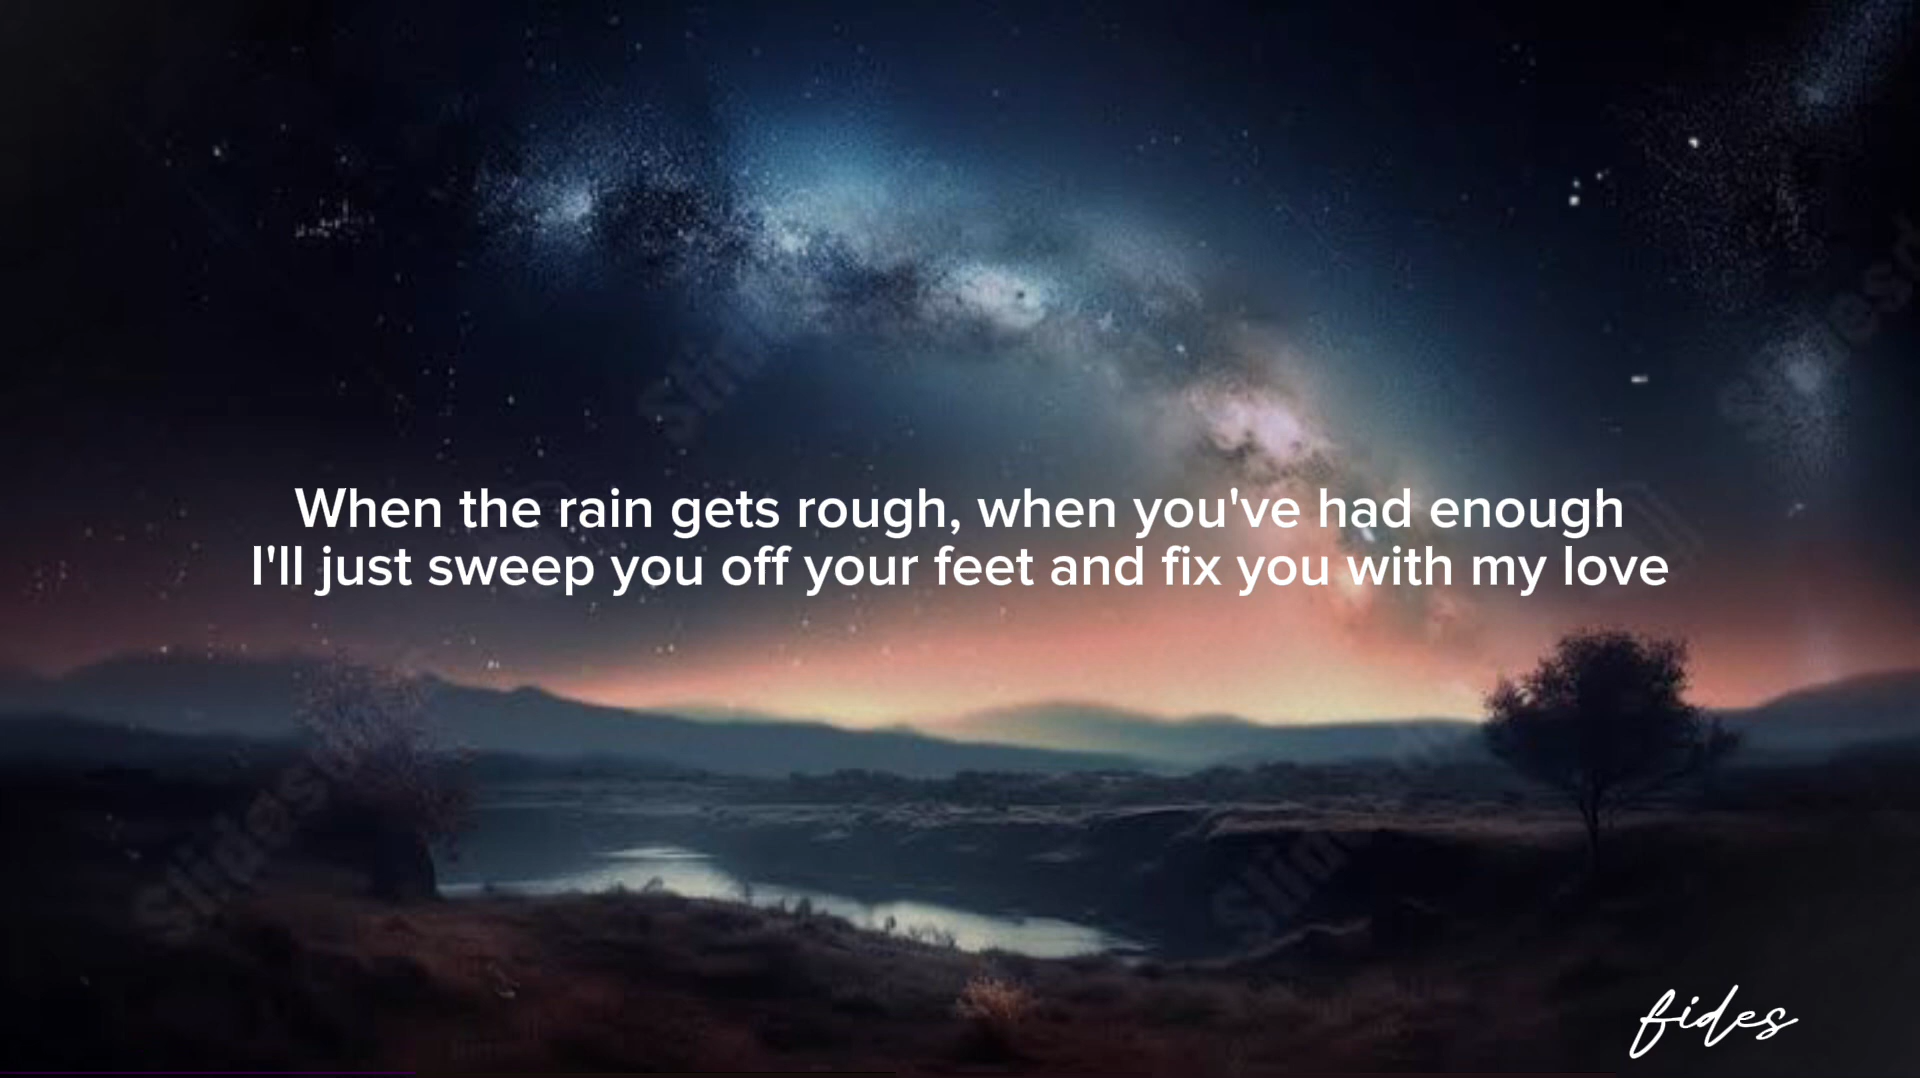 When the rain gets rough, when you've had enough
I'll just sweep you off your feet and fix you with my love
fides